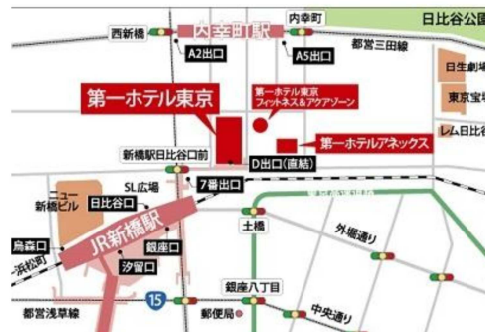 日比谷公園
内幸町駅
内幸町
西新橋
A2出口
A5出口
都営三田線
日生劇場
第一ホテル東京
第一ホテル東京
フィットネス&アクアゾーン
東京宝塚
第一ホテルアネックス
レム日比谷
新橋駅日比谷口前
D出口(直結)
7番出口
SL広場
ニュー
新橋ビル
日比谷口
JR新橋駅
銀座口
土橋
外堀通り
烏森口
汐留口
浜松町
銀座八丁目
15
都営浅草線
郵便局
中央通り